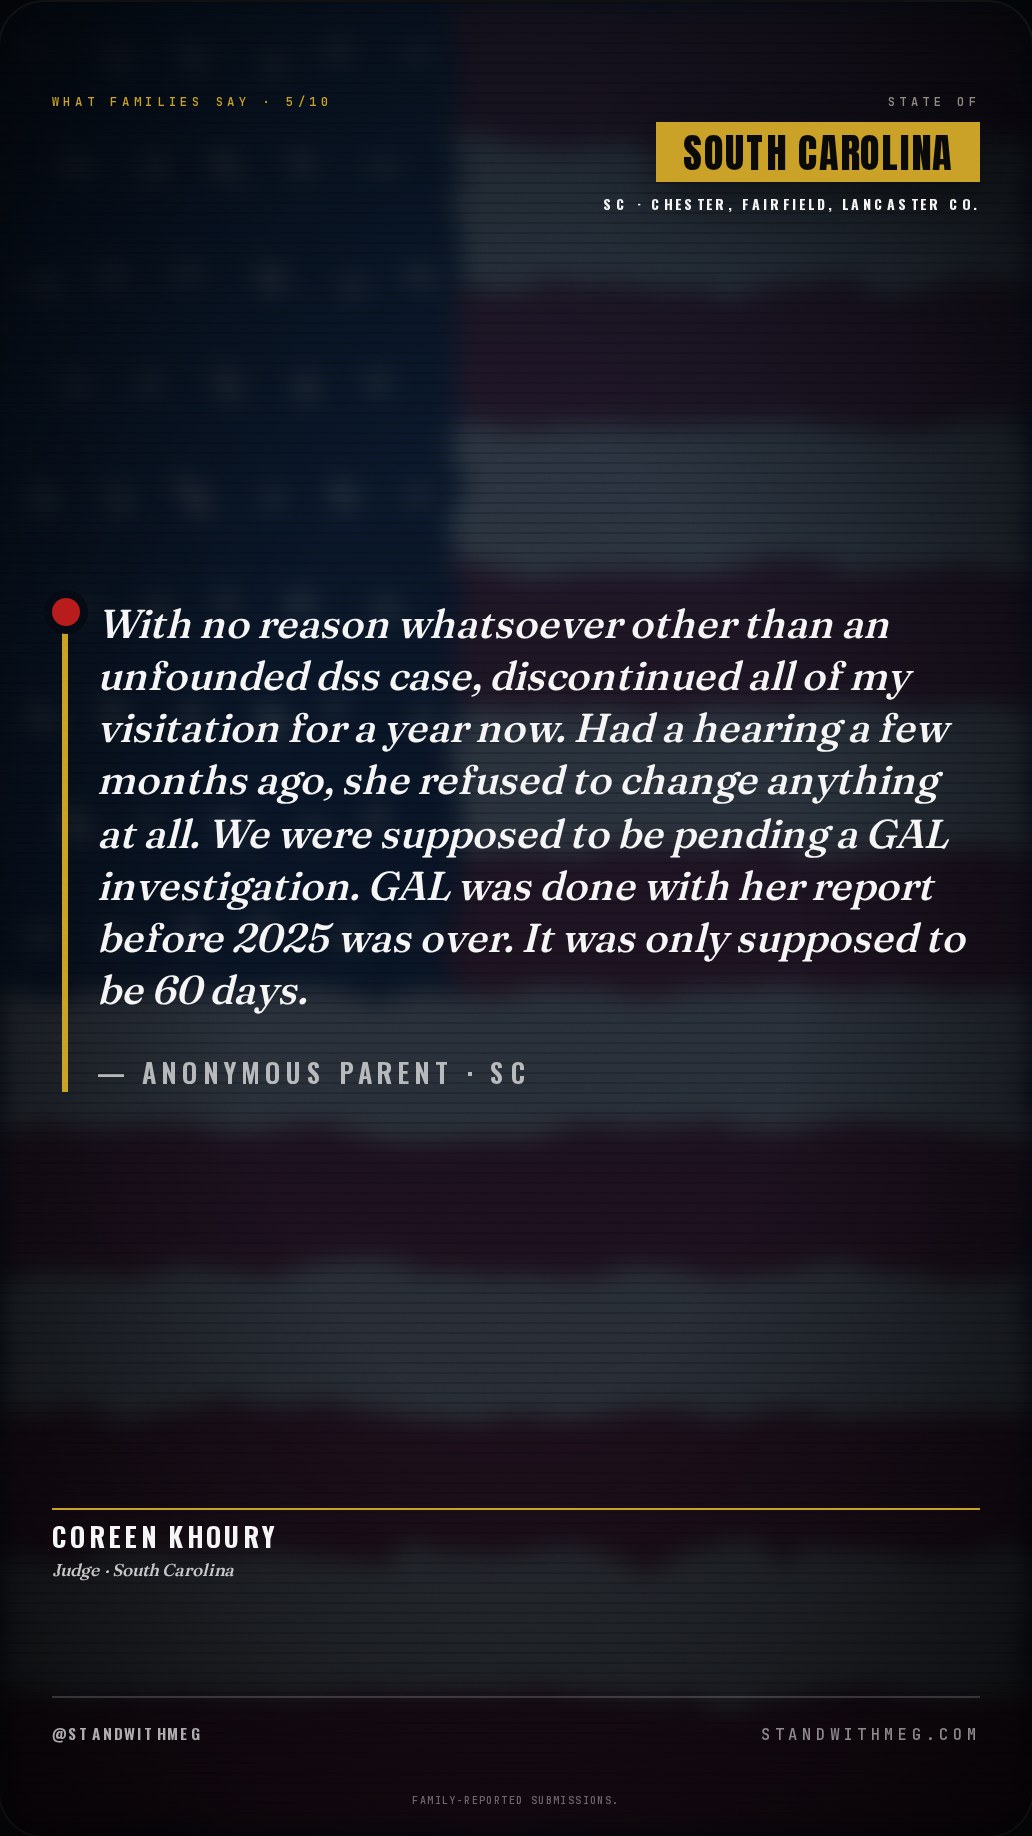 WHAT FAMILIES SAY · 5/10
STATE OF
SOUTH CAROLINA
SC · CHESTER, FAIRFIELD, LANCASTER CO.
With no reason whatsoever other than an
unfounded dss case, discontinued all of my
visitation for a year now. Had a hearing a few
months ago, she refused to change anything
at all. We were supposed to be pending a GAL
investigation. GAL was done with her report
before 2025 was over. It was only supposed to
be 60 days.
— ANONYMOUS PARENT · SC
COREEN KHOURY
Judge · South Carolina
@STANDWITHMEG
STANDWITHMEG.COM
FAMILY-REPORTED SUBMISSIONS.